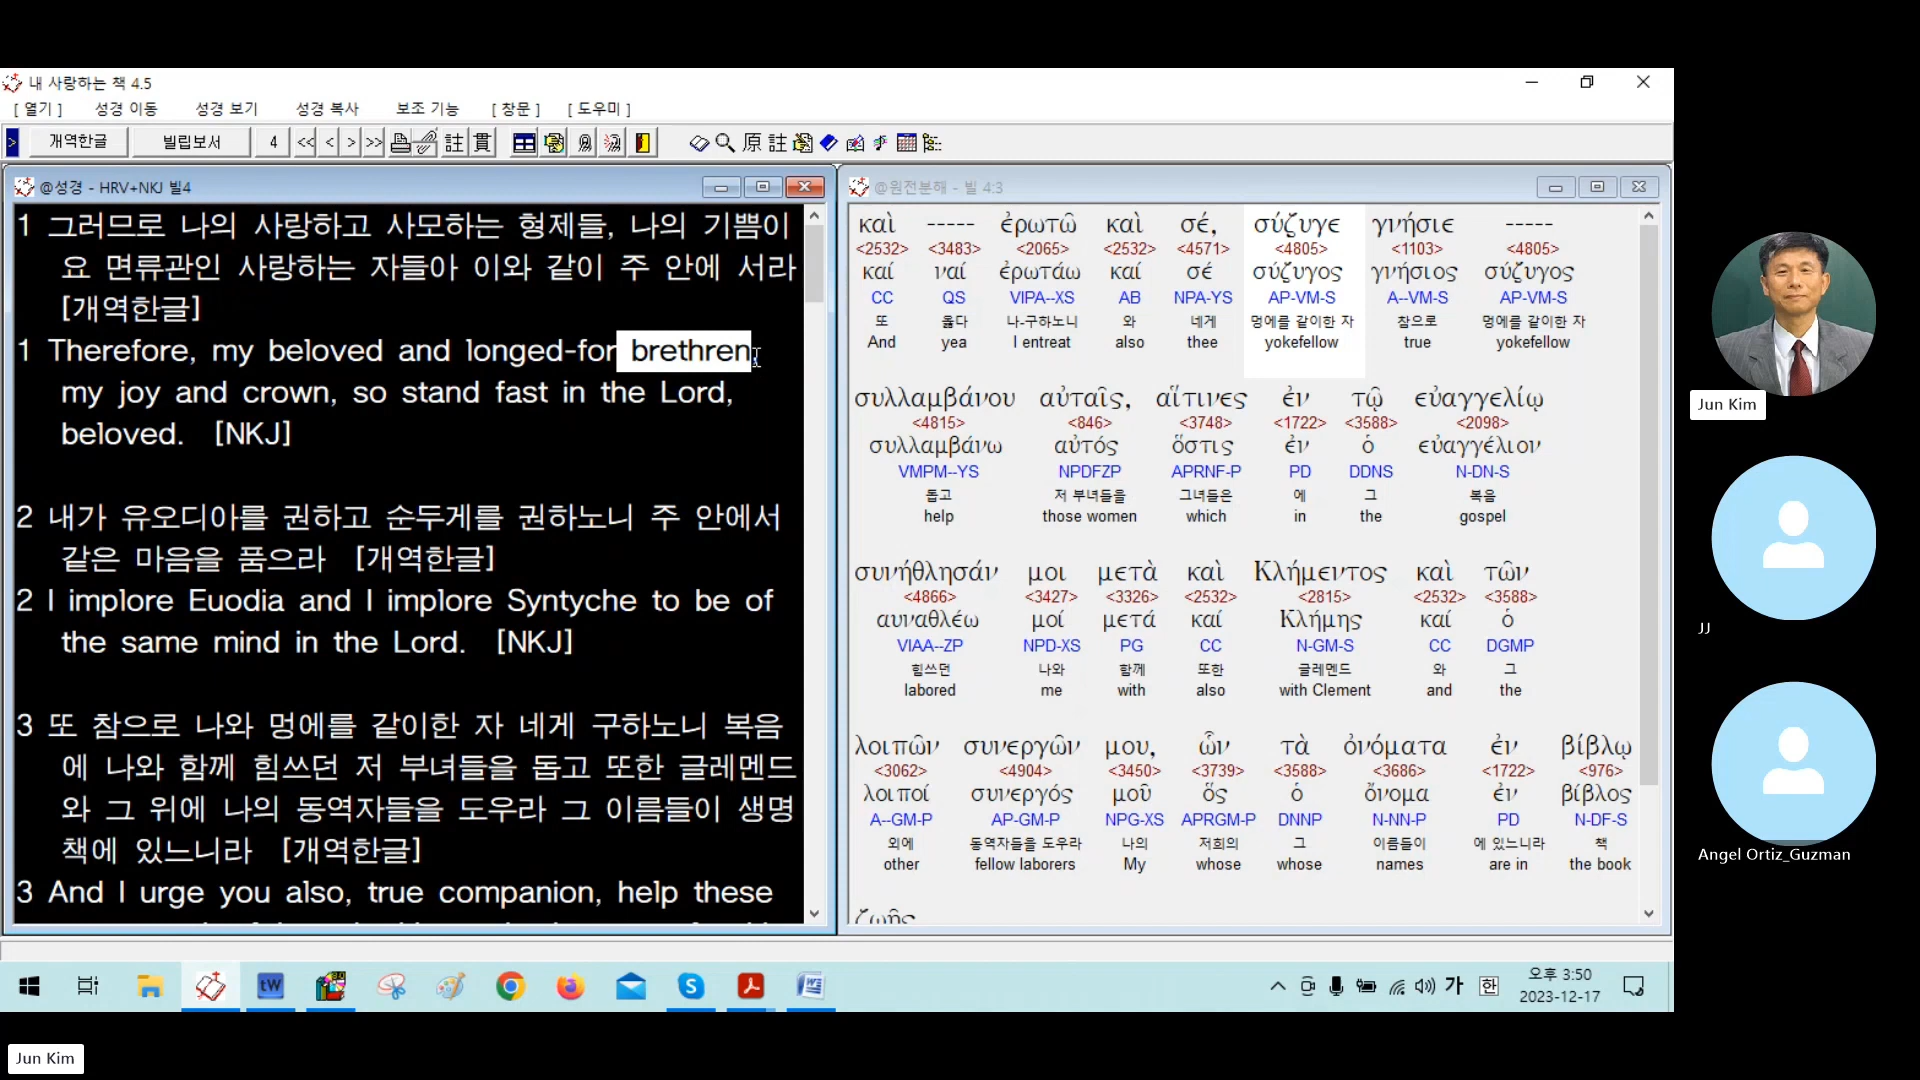 내 사랑하는 책 4.5
[ 열기 ] 성경 이동 성경 보기 성경 복사 보조 기능 [ 창문 ] [ 도우미 ]
개역한글 빌립보서 4 << < > >> 註 貫 原 註
@성경 - HRV+NKJ 빌4
1 그러므로 나의 사랑하고 사모하는 형제들, 나의 기쁨이
요 면류관인 사랑하는 자들아 이와 같이 주 안에 서라
[개역한글]
1 Therefore, my beloved and longed-for brethren,
my joy and crown, so stand fast in the Lord,
beloved. [NKJ]
2 내가 유오디아를 권하고 순두게를 권하노니 주 안에서
같은 마음을 품으라 [개역한글]
2 I implore Euodia and I implore Syntyche to be of
the same mind in the Lord. [NKJ]
3 또 참으로 나와 멍에를 같이한 자 네게 구하노니 복음
에 나와 함께 힘쓰던 저 부녀들을 돕고 또한 글레멘드
와 그 위에 나의 동역자들을 도우라 그 이름들이 생명
책에 있느니라 [개역한글]
3 And I urge you also, true companion, help these
@원전분해 - 빌 4:3
καὶ ----- ἐρωτῶ καὶ σέ, σύζυγε γνήσιε -----
<2532> <3483> <2065> <2532> <4571> <4805> <1103> <4805>
καί ναί ἐρωτάω καί σέ σύζυγος γνήσιος σύζυγος
CC QS VIPA--XS AB NPA-YS AP-VM-S A--VM-S AP-VM-S
또 옳다 나-구하노니 와 네게 멍에를 같이한 자 참으로 멍에를 같이한 자
And yea I entreat also thee yokefellow true yokefellow
συλλαμβάνου αὐταῖς, αἵτινες ἐν τῷ εὐαγγελίῳ
<4815> <846> <3748> <1722> <3588> <2098>
συλλαμβάνω αὐτός ὅστις ἐν ὁ εὐαγγέλιον
VMPM--YS NPDFZP APRNF-P PD DDNS N-DN-S
돕고 저 부녀들을 그녀들은 에 그 복음
help those women which in the gospel
συνήθλησάν μοι μετὰ καὶ Κλήμεντος καὶ τῶν
<4866> <3427> <3326> <2532> <2815> <2532> <3588>
αυναθλέω μοί μετά καί Κλήμης καί ὁ
VIAA--ZP NPD-XS PG CC N-GM-S CC DGMP
힘쓰던 나와 함께 또한 글레멘드 와 그
labored me with also with Clement and the
λοιπῶν συνεργῶν μου, ὧν τὰ ὀνόματα ἐν βίβλῳ
<3062> <4904> <3450> <3739> <3588> <3686> <1722> <976>
λοιποί συνεργός μοῦ ὅς ὁ ὄνομα ἐν βίβλος
A--GM-P AP-GM-P NPG-XS APRGM-P DNNP N-NN-P PD N-DF-S
외에 동역자들을 도우라 나의 저희의 그 이름들이 에 있느니라 책
other fellow laborers My whose whose names are in the book
ζωῆς
가 한 오후 3:50
2023-12-17
Jun Kim
JJ
Angel Ortiz_Guzman
Jun Kim